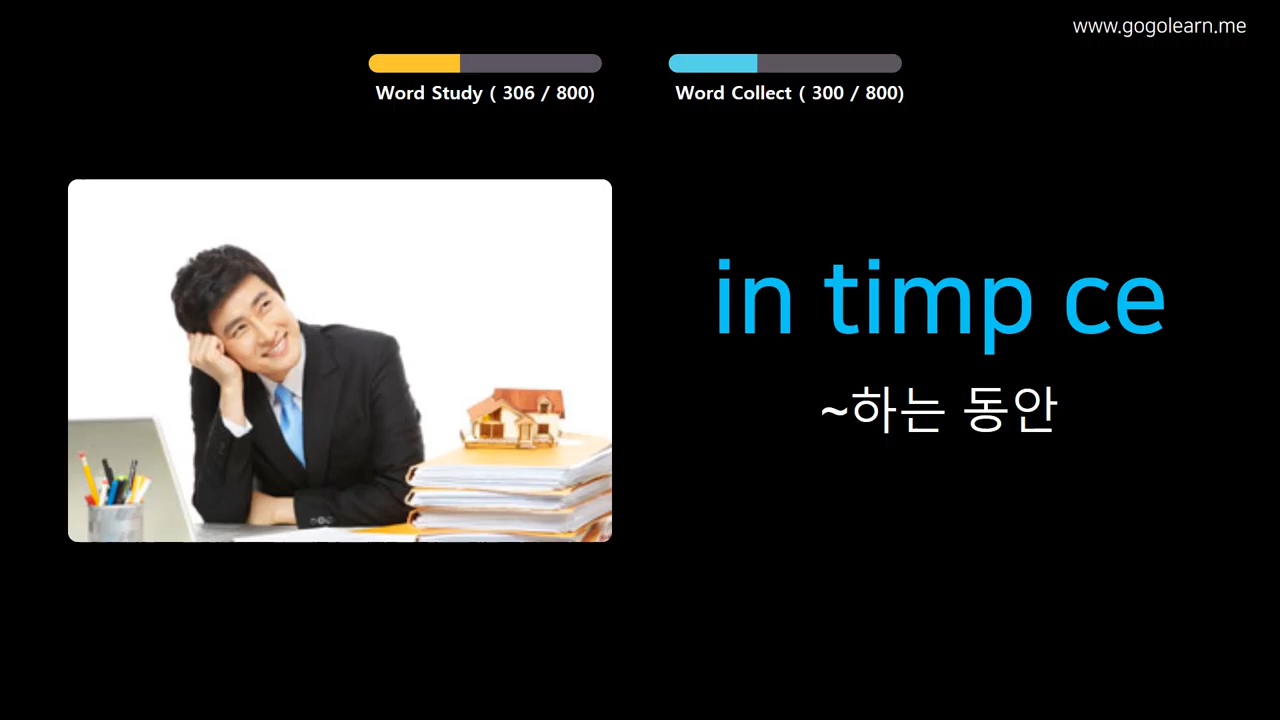 www.gogolearn.me
Word Study ( 306 / 800)
Word Collect ( 300 / 800)
in timp ce
~하는 동안